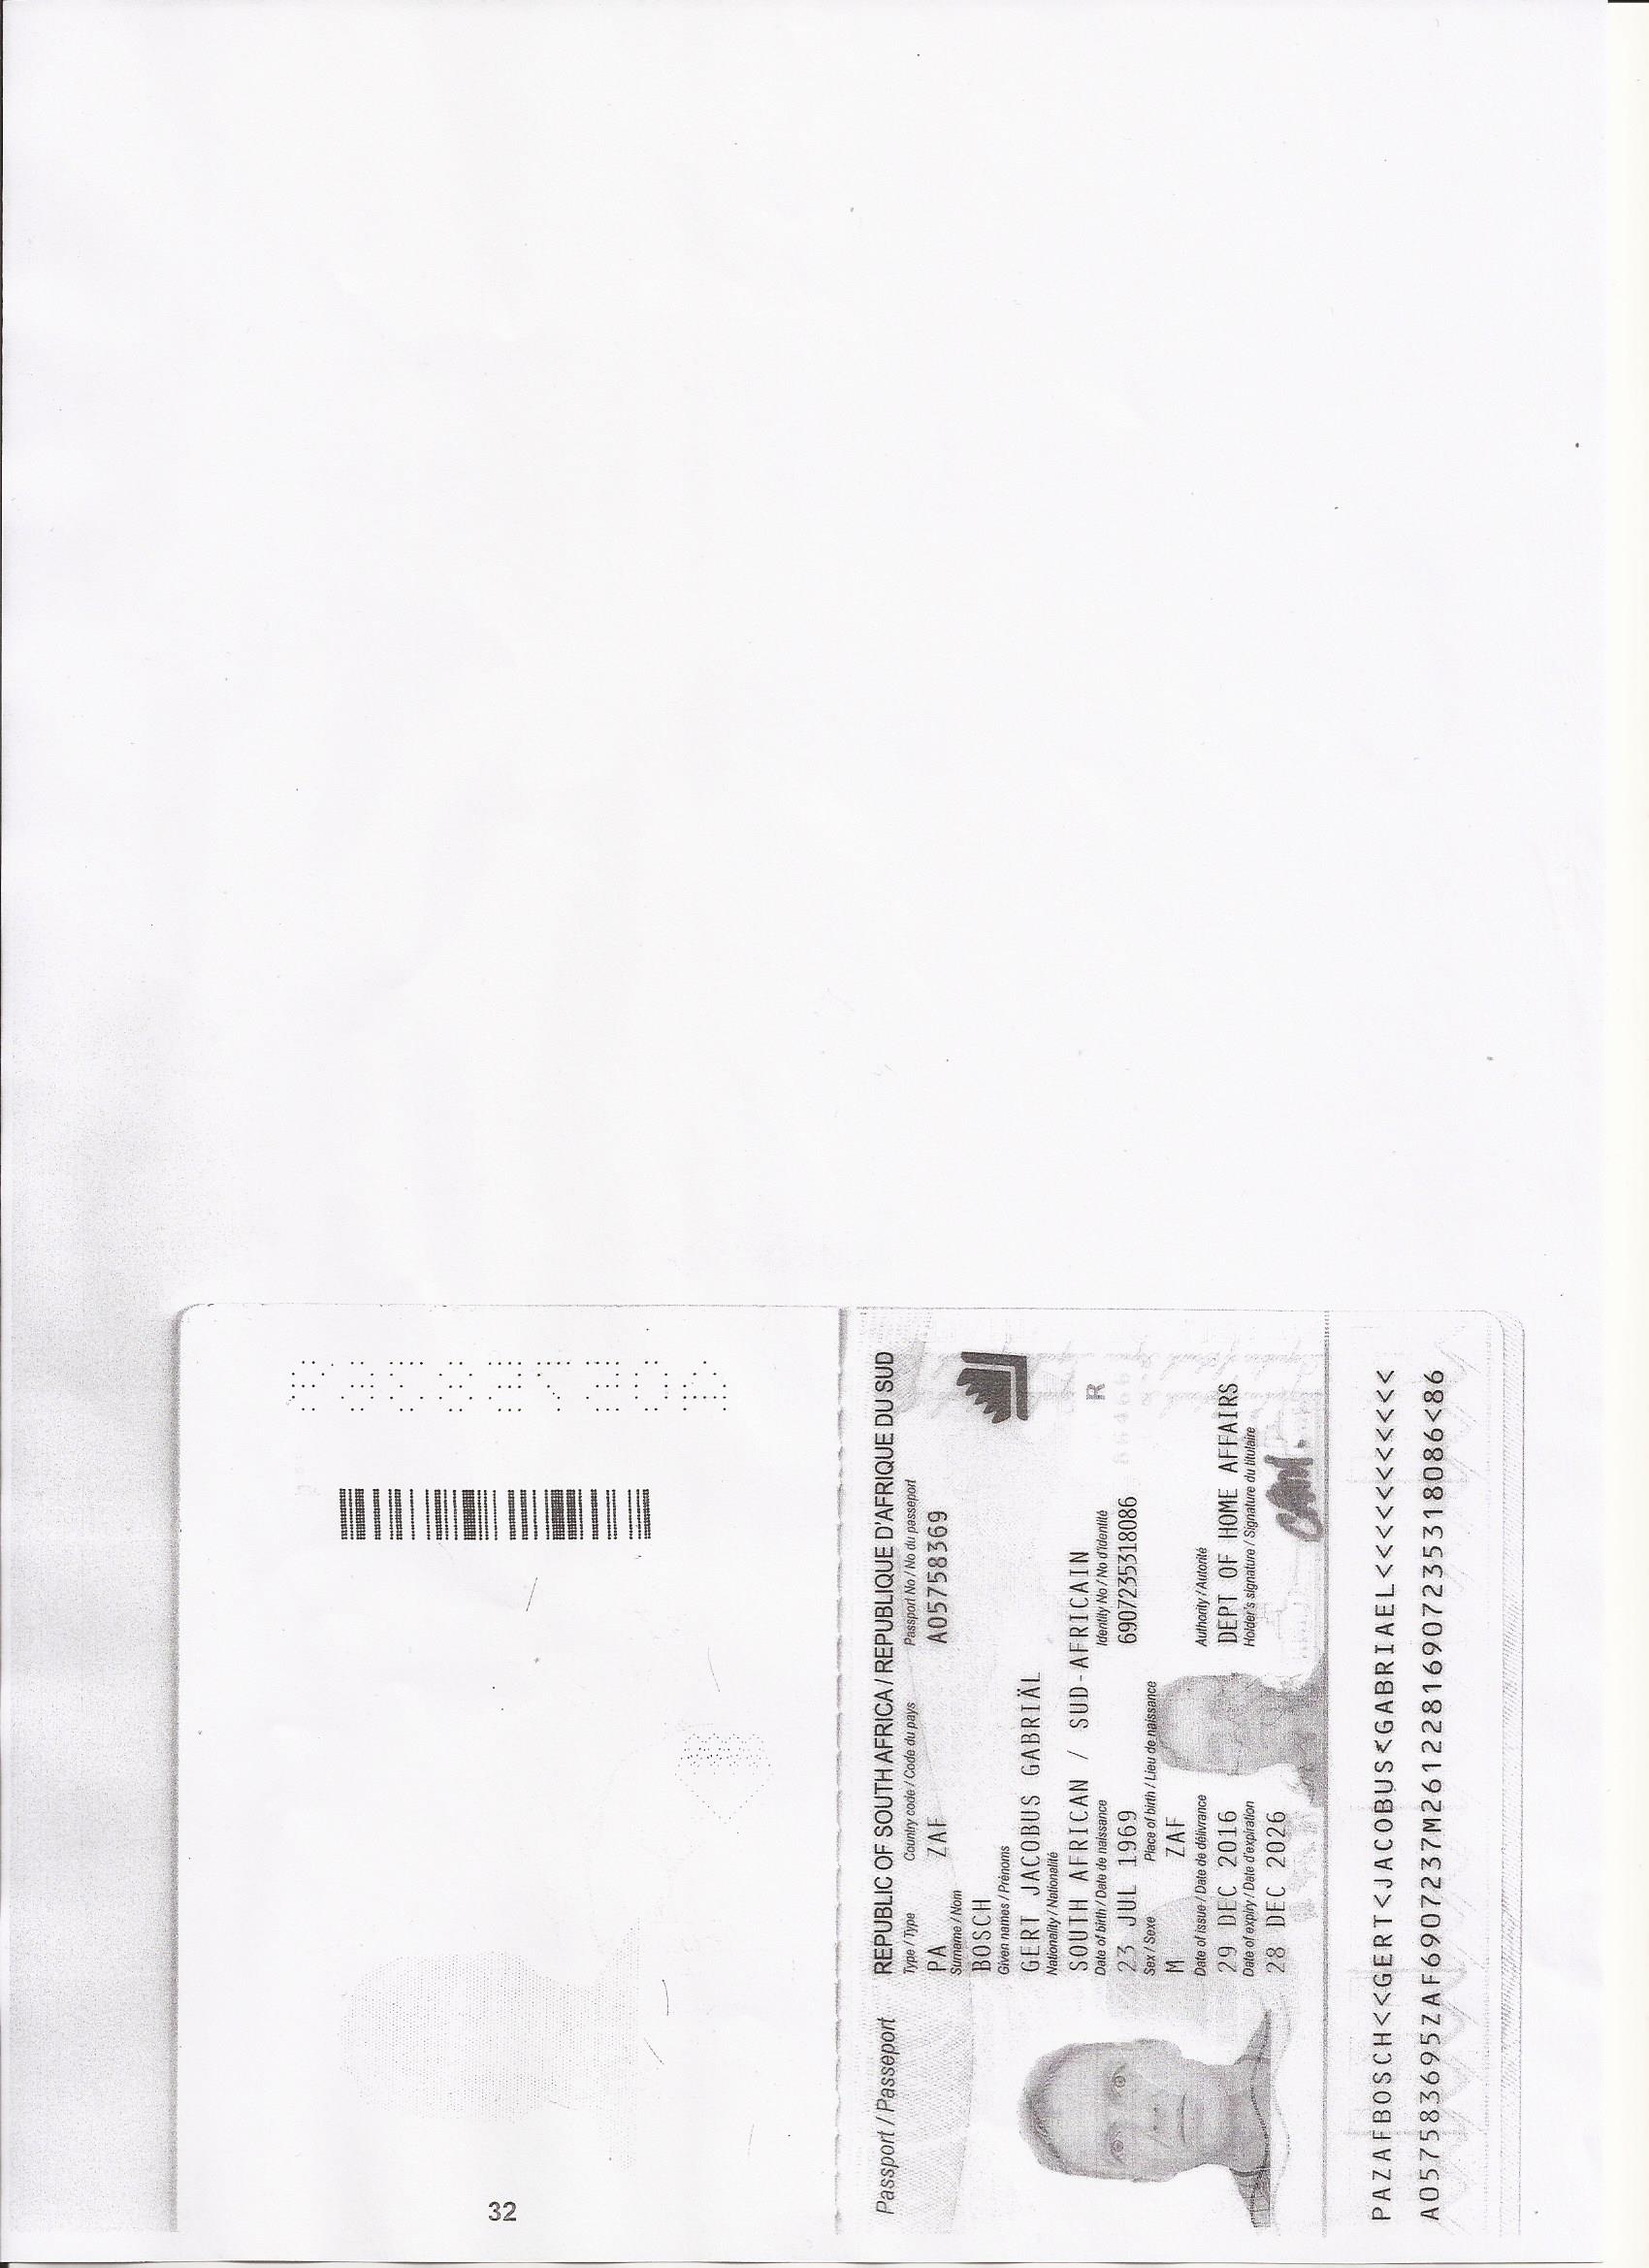 A05758369
32
Passport / Passeport
REPUBLIC OF SOUTH AFRICA / REPUBLIQUE D'AFRIQUE DU SUD
Type / Type Country code / Code du pays Passport No / No du passeport
PA ZAF A05758369
Surname / Nom
BOSCH
Given names / Prénoms
GERT JACOBUS GABRIÄL
Nationality / Nationalité
SOUTH AFRICAN / SUD-AFRICAIN
Date of birth / Date de naissance Identity No / No d'identité
23 JUL 1969 6907235318086
Sex / Sexe Place of birth / Lieu de naissance
M ZAF
Date of issue / Date de délivrance Authority / Autorité
29 DEC 2016 DEPT OF HOME AFFAIRS
Date of expiry / Date d'expiration Holder's signature / Signature du titulaire
28 DEC 2026
R
PAZAFBOSCH<<GERT<JACOBUS<GABRIAEL<<<<<<<<<<<
A057583695ZAF6907237M26122816907235318086<86